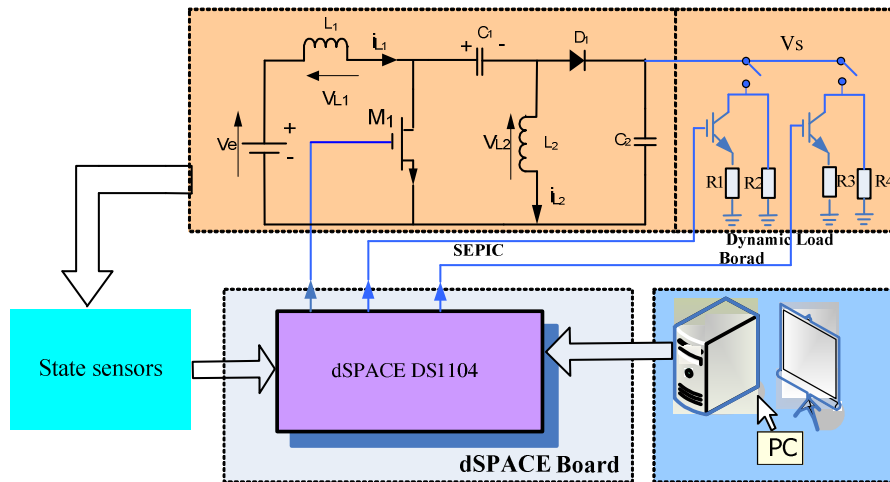 L₁
iL₁
C₁
+ -
D₁
Vs
VL1
M₁
Ve
+
-
VL2
L₂
C₂
iL₂
R1
R2
R3
R4
SEPIC
Dynamic Load
Borad
State sensors
dSPACE DS1104
dSPACE Board
PC